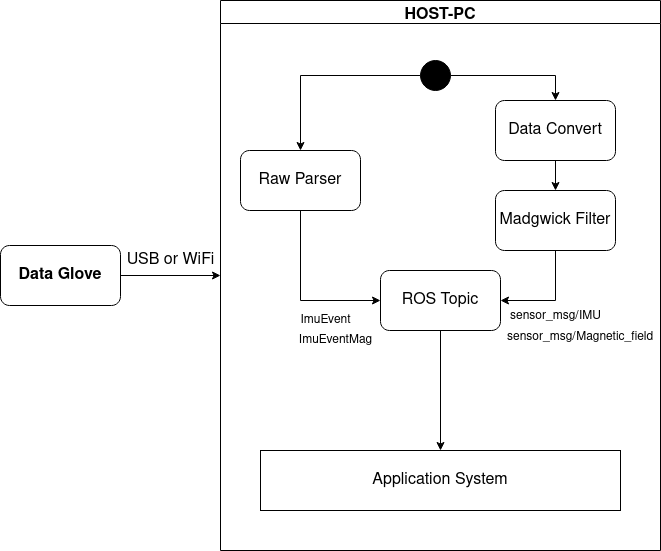 HOST-PC
Data Convert
Raw Parser
Madgwick Filter
USB or WiFi
Data Glove
ROS Topic
ImuEvent
ImuEventMag
sensor_msg/IMU
sensor_msg/Magnetic_field
Application System